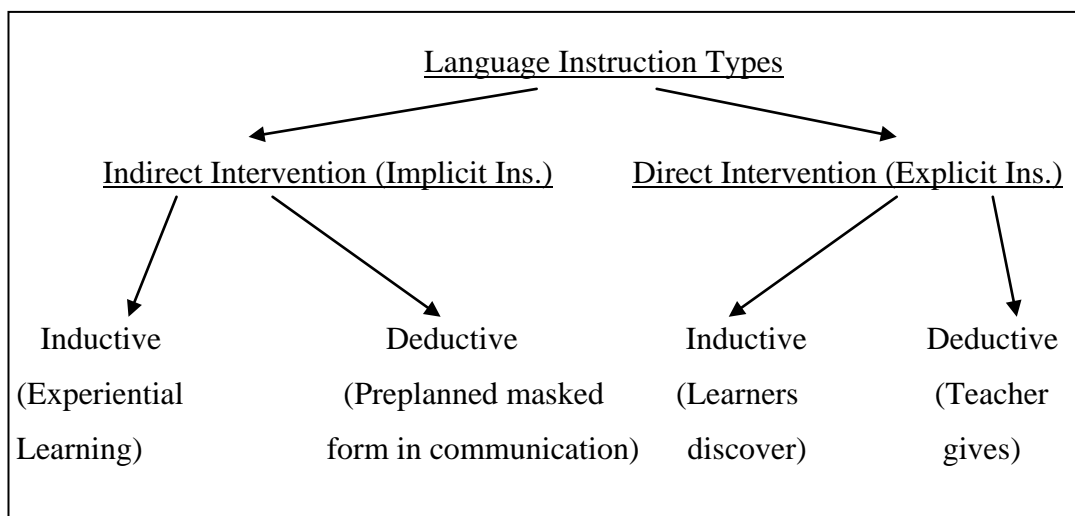 Language Instruction Types
Indirect Intervention (Implicit Ins.)
Direct Intervention (Explicit Ins.)
Inductive
(Experiential
Learning)
Deductive
(Preplanned masked
form in communication)
Inductive
(Learners
discover)
Deductive
(Teacher
gives)